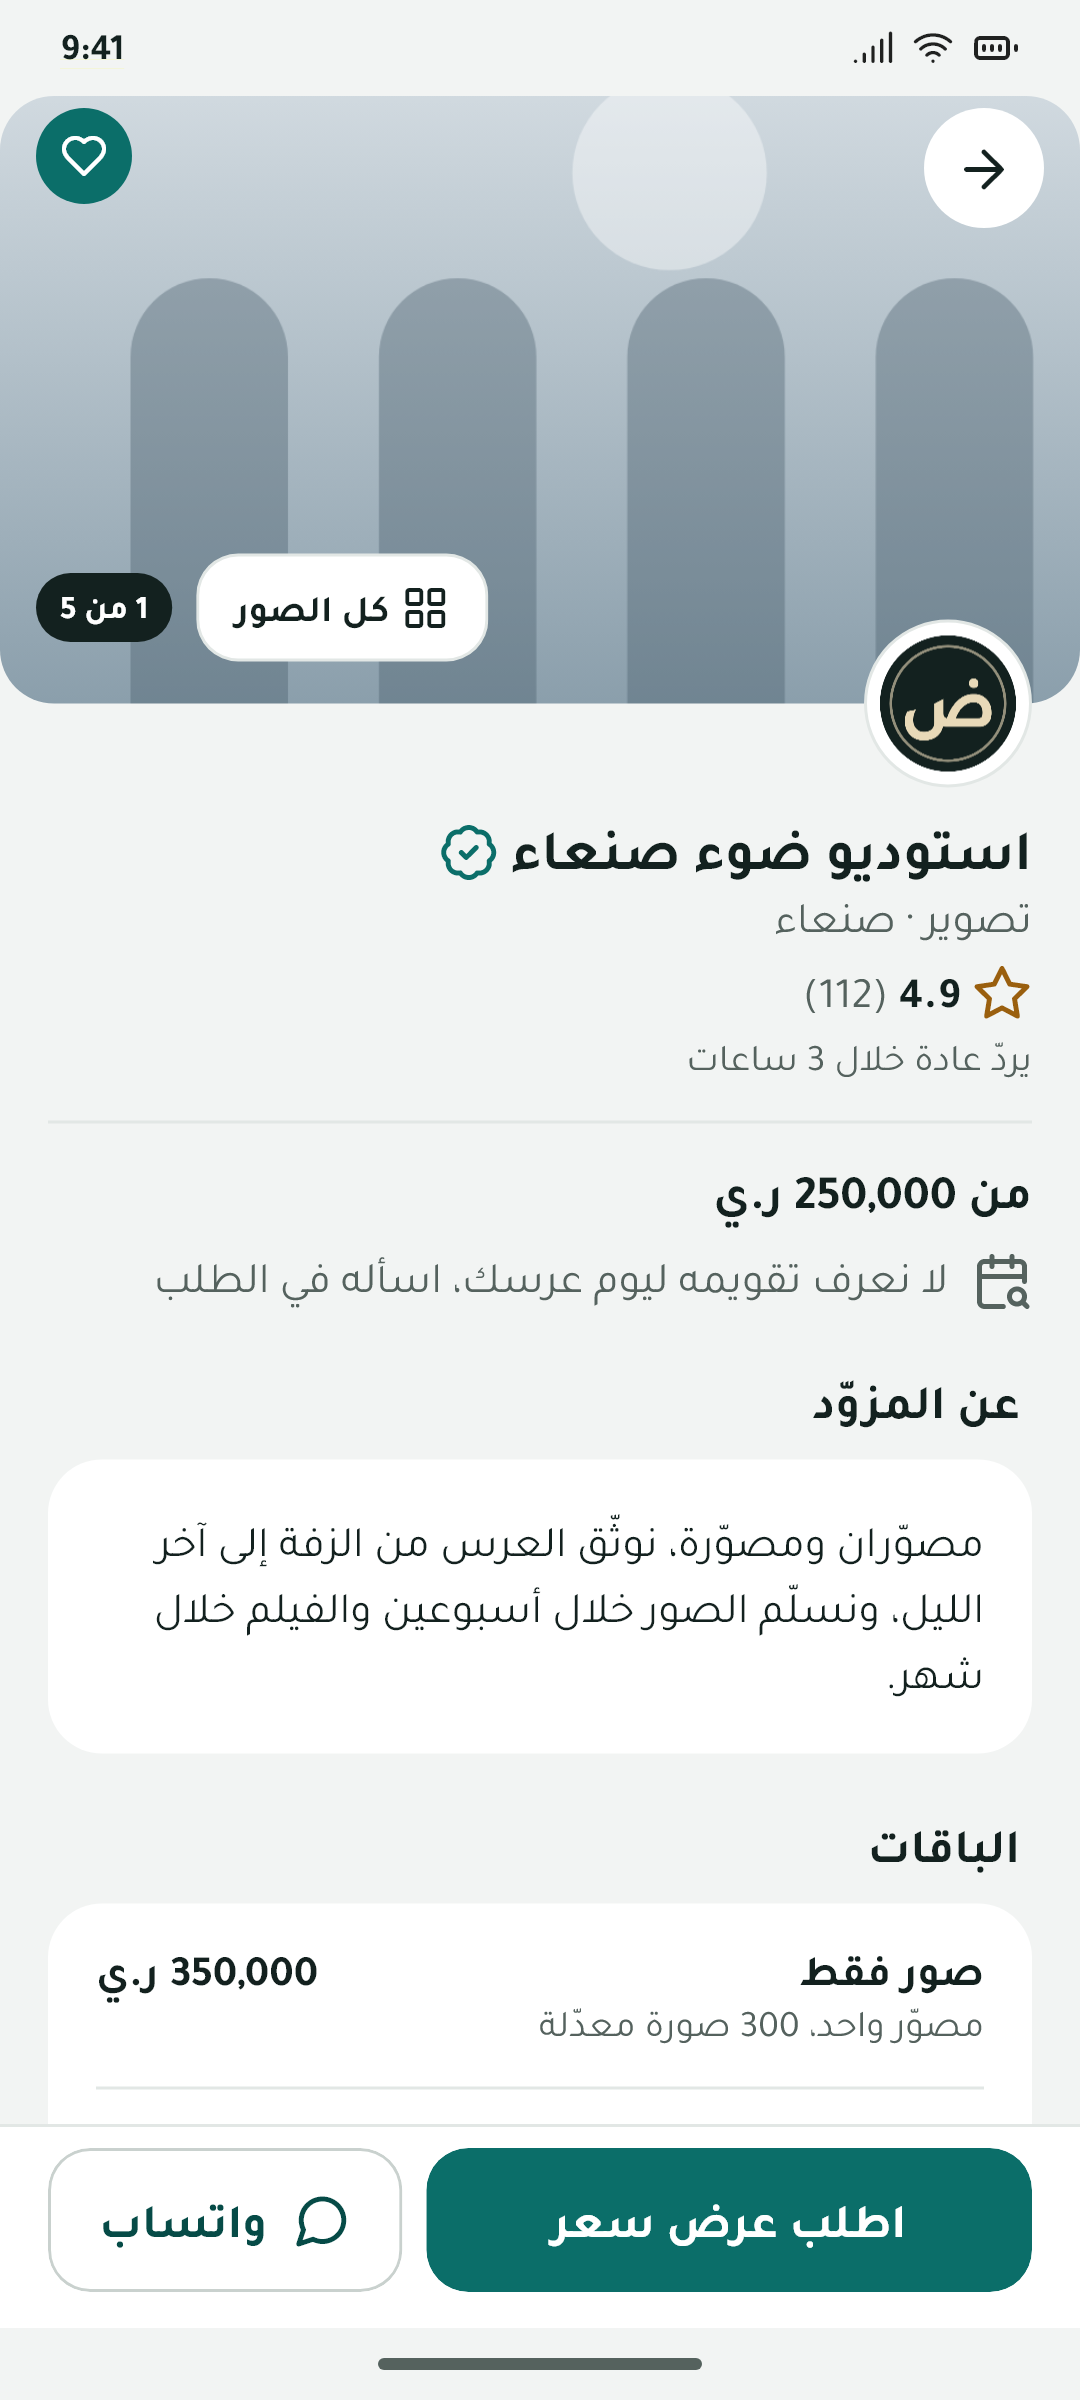 9:41
كل الصور
1 من 5
ض
استوديو ضوء صنعاء
تصوير · صنعاء
4.9 (112)
يردّ عادة خلال 3 ساعات
من 250,000 ر.ي
لا نعرف تقويمه ليوم عرسك، اسأله في الطلب
عن المزوّد
مصوّران ومصوّرة، نوثّق العرس من الزفة إلى آخر
الليل، ونسلّم الصور خلال أسبوعين والفيلم خلال
شهر.
الباقات
صور فقط
350,000 ر.ي
مصوّر واحد، 300 صورة معدّلة
اطلب عرض سعر
واتساب